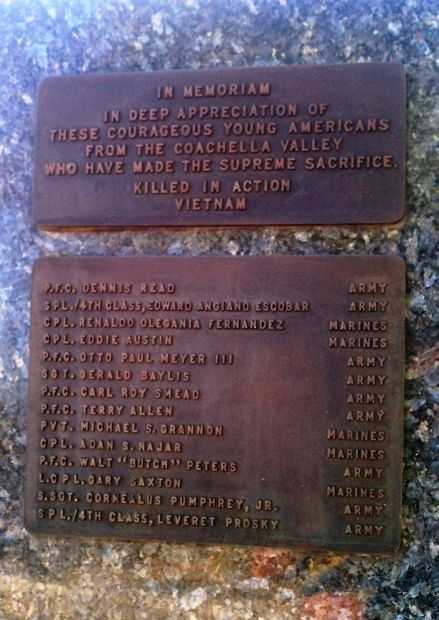 IN MEMORIAM
IN DEEP APPRECIATION OF
THESE COURAGEOUS YOUNG AMERICANS
FROM THE COACHELLA VALLEY
WHO HAVE MADE THE SUPREME SACRIFICE.
KILLED IN ACTION
VIETNAM
P.F.C. DENNIS READ ARMY
SPL./4TH CLASS, EDWARD ANGIANO ESCOBAR ARMY
CPL. RENALDO OLEGANIA FERNANDEZ MARINES
CPL. EDDIE AUSTIN MARINES
P.F.C. OTTO PAUL MEYER III ARMY
SGT. GERALD BAYLIS ARMY
P.F.C. CARL ROY SMEAD ARMY
P.F.C. TERRY ALLEN ARMY
PVT. MICHAEL S. GRANNON MARINES
CPL. ADAN S. NAJAR MARINES
P.F.C. WALT "BUTCH" PETERS ARMY
L.CPL. GARY SAXTON MARINES
S.SGT. CORNEALUS PUMPHREY, JR. ARMY
SPL./4TH CLASS, LEVERET PROSKY ARMY